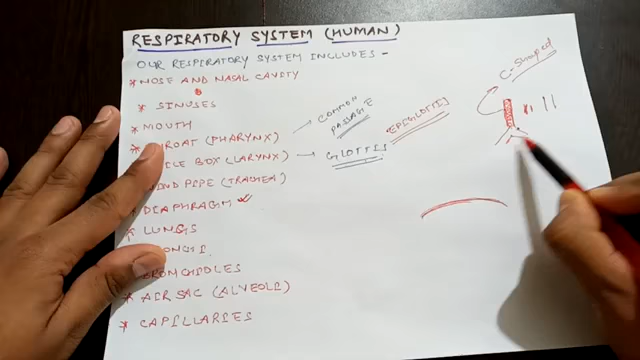 RESPIRATORY SYSTEM (HUMAN)
OUR RESPIRATORY SYSTEM INCLUDES -
* NOSE AND NASAL CAVITY
* SINUSES
* MOUTH
* THROAT (PHARYNX)
COMMON
PASSAGE
BOX (LARYNX)
GLOTTIS
EPIGLOTTIS
PIPE (TRACHEA)
DIAPHRAGM
* LUNGS
BRONCHIOLES
* AIR SAC (ALVEOLI)
* CAPILLARIES
C-Shaped